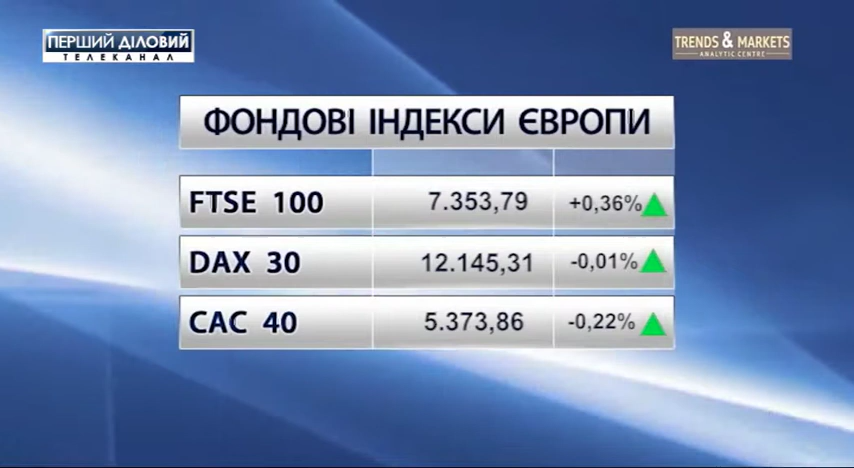 ПЕРШИЙ ДІЛОВИЙ
ТЕЛЕКАНАЛ
TRENDS & MARKETS
ANALYTIC CENTRE
ФОНДОВІ ІНДЕКСИ ЄВРОПИ
FTSE 100 7.353,79 +0,36%
DAX 30 12.145,31 -0,01%
CAC 40 5.373,86 -0,22%